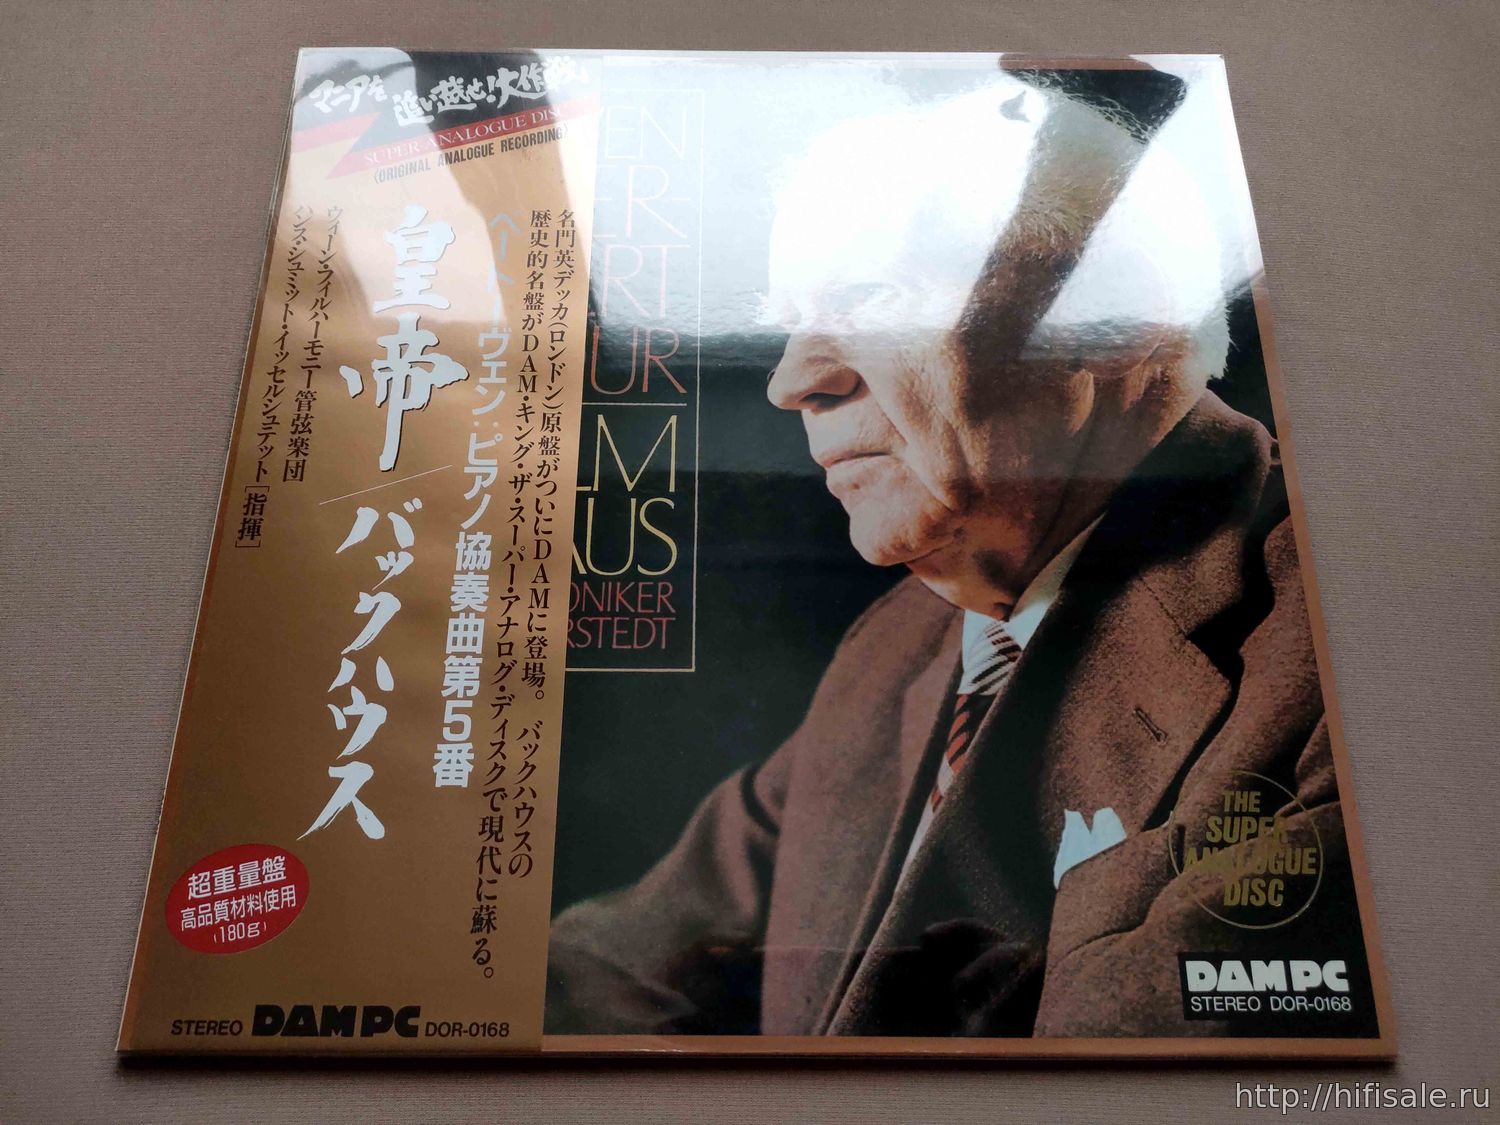 マニアを追い越せ!大作戦
SUPER ANALOGUE DISC
(ORIGINAL ANALOGUE RECORDING)
名門英デッカ(ロンドン)原盤がついにDAMに登場。バックハウスの
歴史的名盤がDAM・キング・ザ・スーパー・アナログ・ディスクで現代に蘇る。
ベートーヴェン:ピアノ協奏曲第5番
皇帝/バックハウス
ウィーン・フィルハーモニー管弦楽団
ハンス・シュミット・イッセルシュテット[指揮]
超重量盤
高品質材料使用
(180g)
STEREO DAMPC DOR-0168
VEN
ER-
ERT
UR
LM
AUS
ONIKER
RSTEDT
THE
SUPER
ANALOGUE
DISC
DAMPC
STEREO DOR-0168
http://hifisale.ru